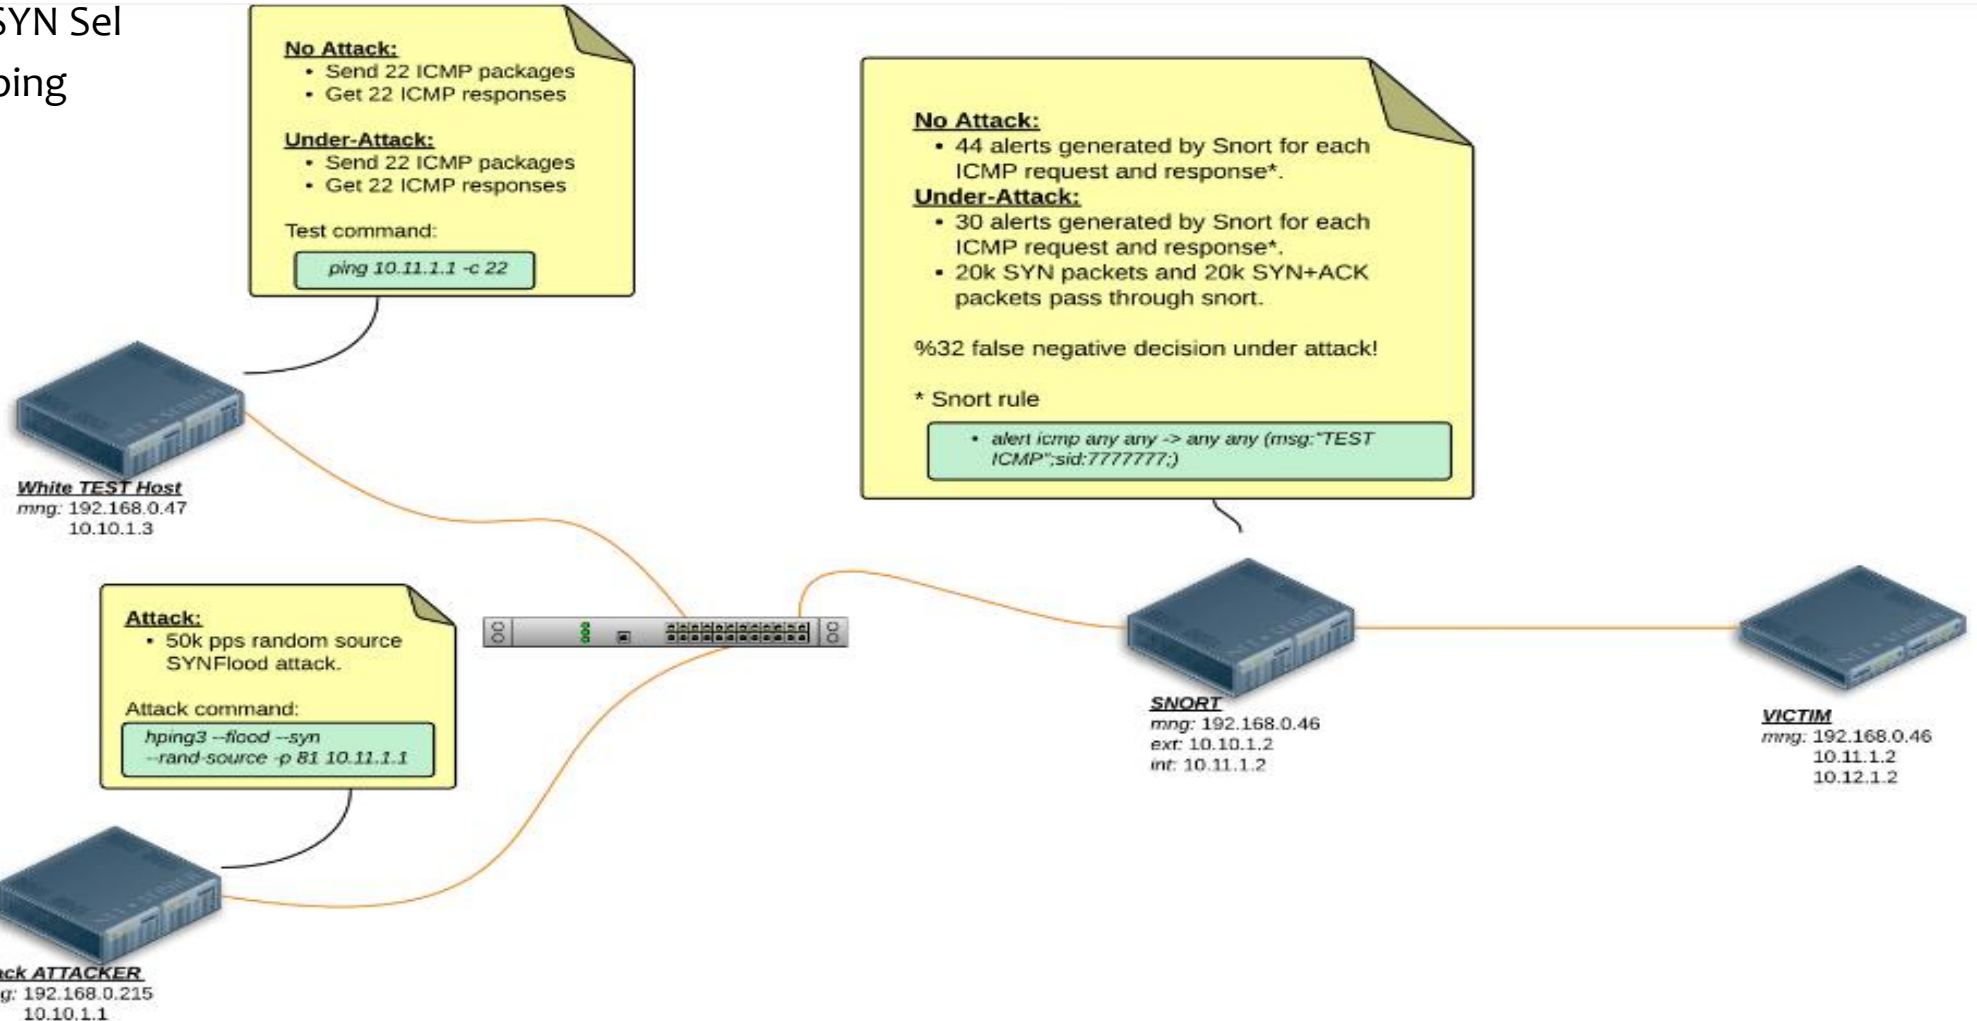 SYN Sel
ping
No Attack:
• Send 22 ICMP packages
• Get 22 ICMP responses
Under-Attack:
• Send 22 ICMP packages
• Get 22 ICMP responses
Test command:
ping 10.11.1.1 -c 22
No Attack:
• 44 alerts generated by Snort for each
ICMP request and response*.
Under-Attack:
• 30 alerts generated by Snort for each
ICMP request and response*.
• 20k SYN packets and 20k SYN+ACK
packets pass through snort.
%32 false negative decision under attack!
* Snort rule
• alert icmp any any -> any any (msg:"TEST
ICMP";sid:7777777;)
White TEST Host
mng: 192.168.0.47
10.10.1.3
Attack:
• 50k pps random source
SYNFlood attack.
Attack command:
hping3 --flood --syn
--rand-source -p 81 10.11.1.1
SNORT
mng: 192.168.0.46
ext: 10.10.1.2
int: 10.11.1.2
VICTIM
mng: 192.168.0.46
10.11.1.2
10.12.1.2
ack ATTACKER
g: 192.168.0.215
10.10.1.1